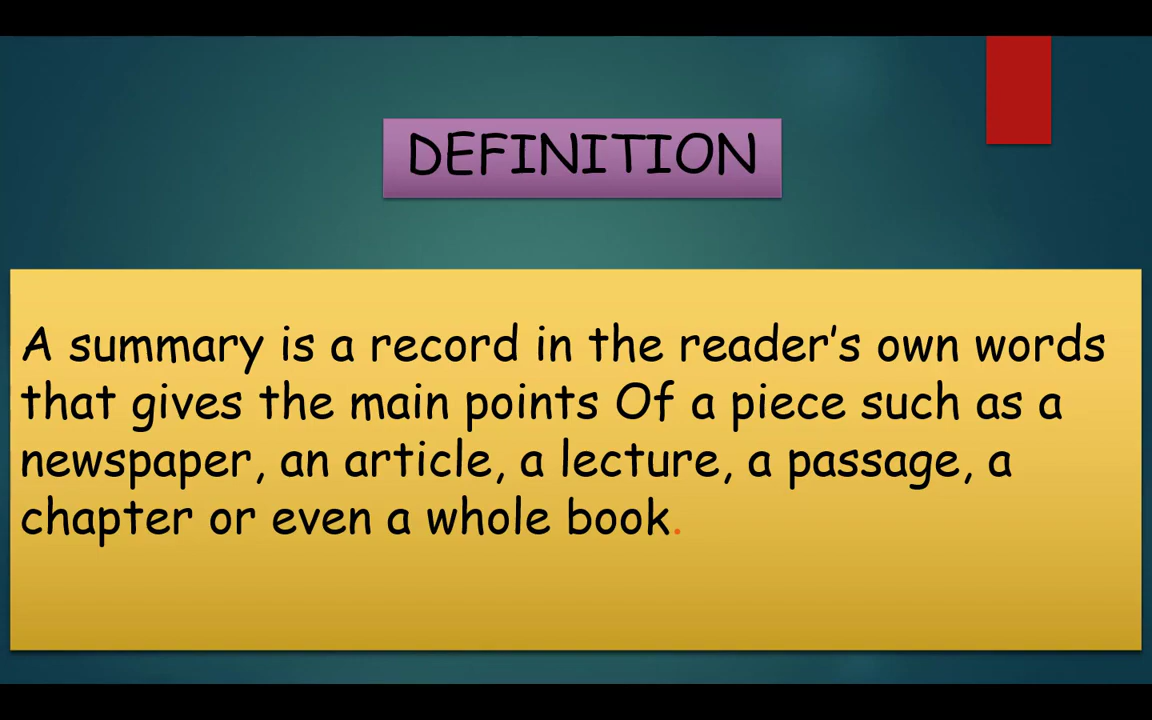 DEFINITION
A summary is a record in the reader’s own words
that gives the main points Of a piece such as a
newspaper, an article, a lecture, a passage, a
chapter or even a whole book.